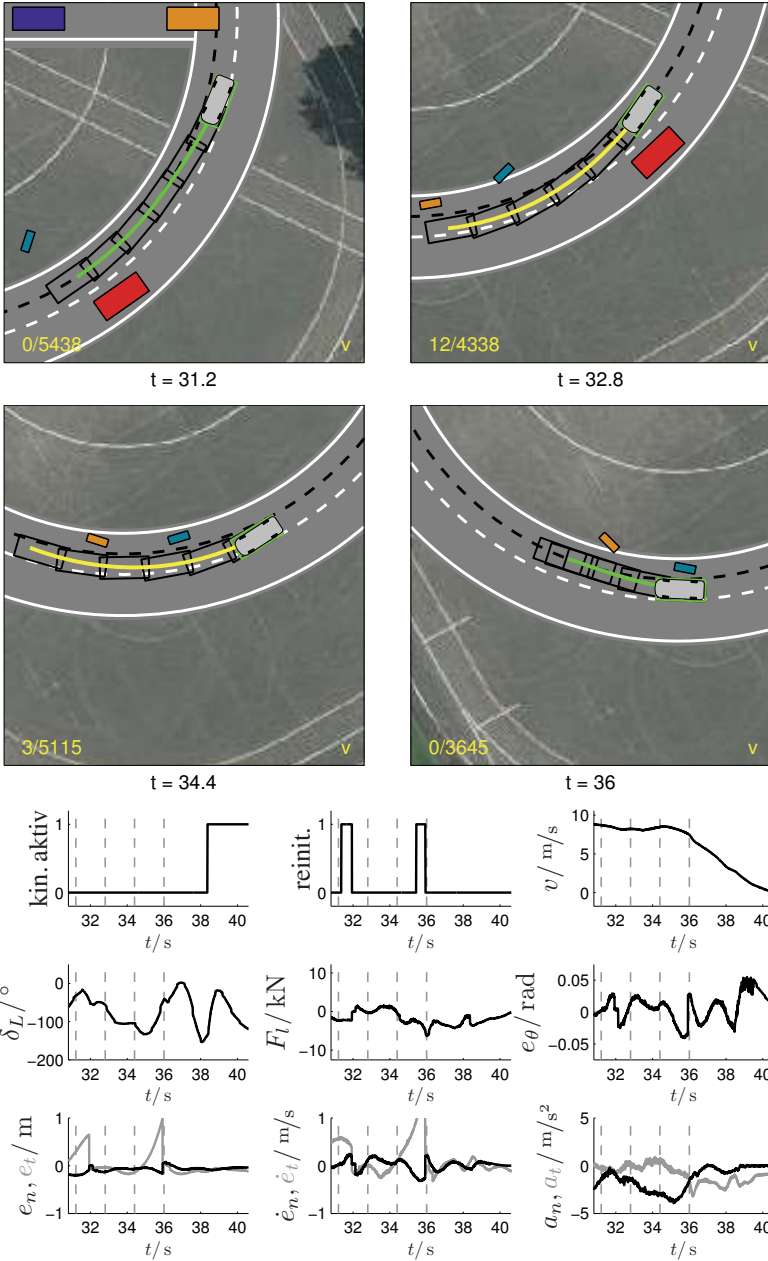 0/5438 v
12/4338 v
t = 31.2
t = 32.8
3/5115 v
0/3645 v
t = 34.4
t = 36
kin. aktiv
1
0
32 34 36 38 40
t/s
reinit.
1
0
32 34 36 38 40
t/s
v/ m/s
10
5
0
32 34 36 38 40
t/s
δ_L/°
0
−100
−200
32 34 36 38 40
t/s
F_l/kN
10
0
−10
32 34 36 38 40
t/s
e_θ/rad
0.05
0
−0.05
32 34 36 38 40
t/s
e_n, e_t/ m
1
0
−1
32 34 36 38 40
t/s
ė_n, ė_t/ m/s
1
0
−1
32 34 36 38 40
t/s
a_n, a_t/ m/s²
5
0
−5
32 34 36 38 40
t/s